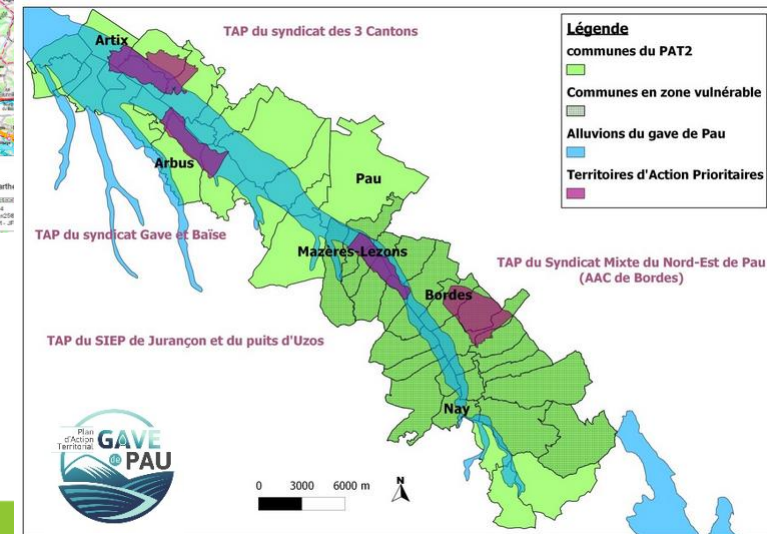 TAP du syndicat des 3 Cantons
Artix
Arbus
Pau
TAP du syndicat Gave et Baïse
Mazères-Lezons
TAP du Syndicat Mixte du Nord-Est de Pau
(AAC de Bordes)
Bordes
TAP du SIEP de Jurançon et du puits d'Uzos
Nay
Légende
communes du PAT2
Communes en zone vulnérable
Alluvions du gave de Pau
Territoires d'Action Prioritaires
Plan
d'Action
Territorial
GAVE
de PAU
0 3000 6000 m
N